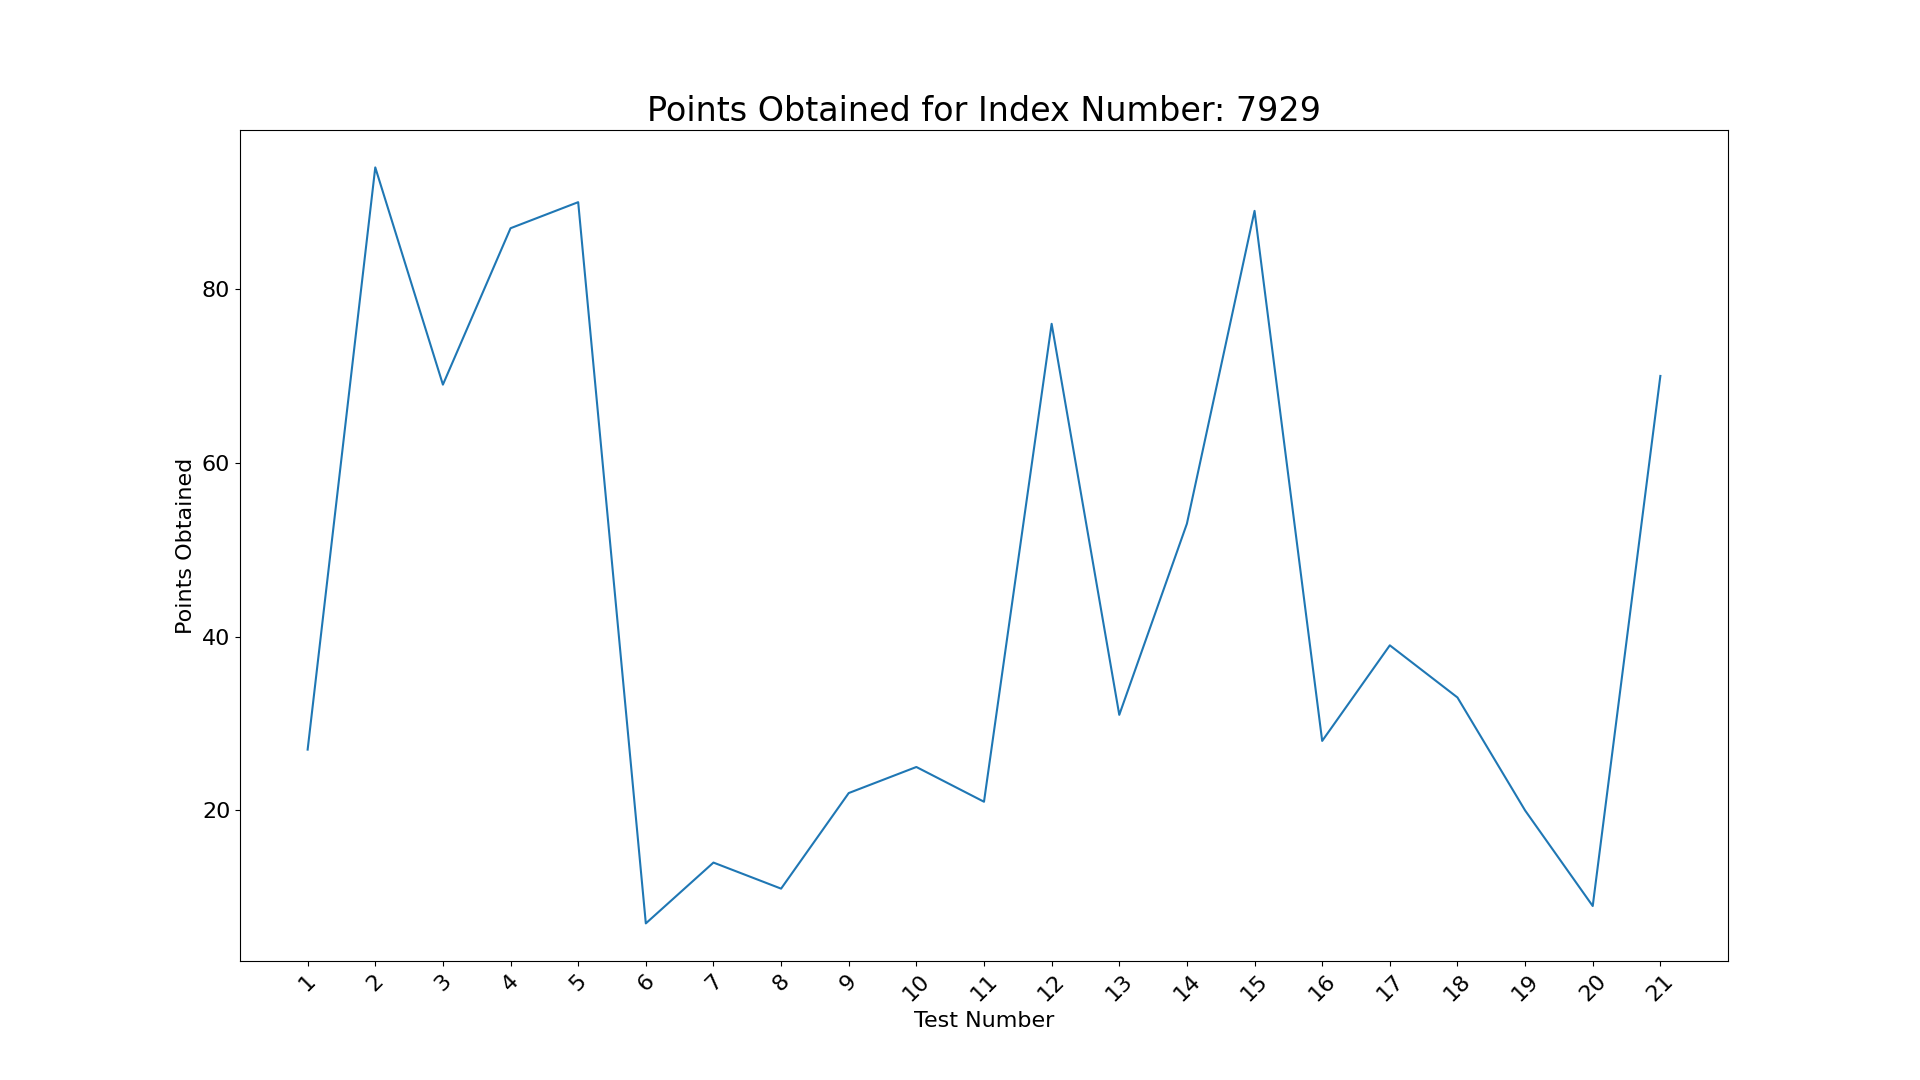 Points Obtained for Index Number: 7929
Points Obtained
80
60
40
20
1 2 3 4 5 6 7 8 9 10 11 12 13 14 15 16 17 18 19 20 21
Test Number